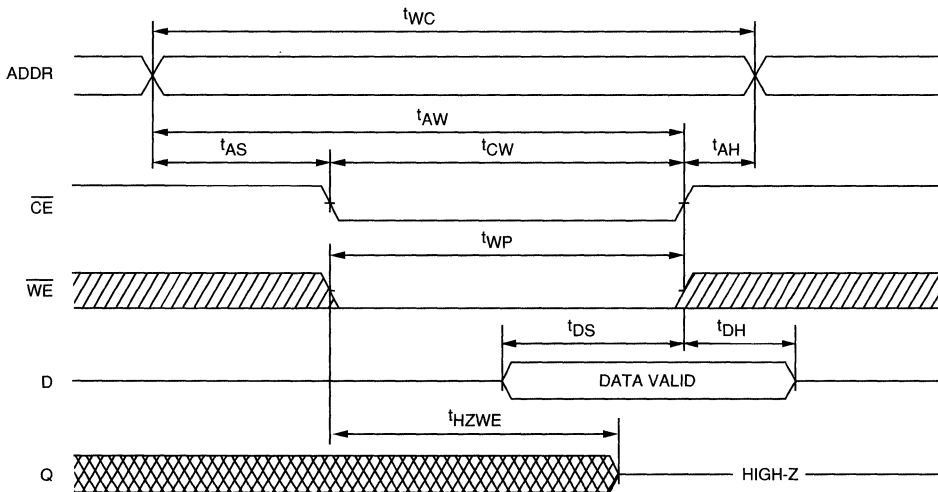 tWC
ADDR
tAW
tAS tCW tAH
CE
tWP
WE
tDS tDH
D DATA VALID
tHZWE
Q HIGH-Z